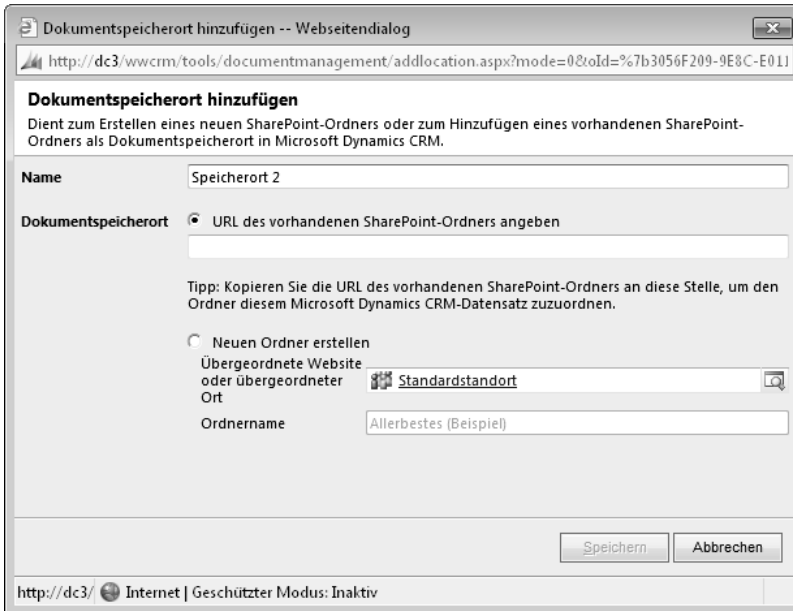 Dokumentspeicherort hinzufügen -- Webseitendialog
http://dc3/wwcrm/tools/documentmanagement/addlocation.aspx?mode=0&oId=%7b3056F209-9E8C-E011
Dokumentspeicherort hinzufügen
Dient zum Erstellen eines neuen SharePoint-Ordners oder zum Hinzufügen eines vorhandenen SharePoint-
Ordners als Dokumentspeicherort in Microsoft Dynamics CRM.
Name Speicherort 2
Dokumentspeicherort URL des vorhandenen SharePoint-Ordners angeben
Tipp: Kopieren Sie die URL des vorhandenen SharePoint-Ordners an diese Stelle, um den
Ordner diesem Microsoft Dynamics CRM-Datensatz zuzuordnen.
Neuen Ordner erstellen
Übergeordnete Website
oder übergeordneter
Ort
Standardstandort
Ordnername Allerbestes (Beispiel)
Speichern Abbrechen
http://dc3/ Internet | Geschützter Modus: Inaktiv